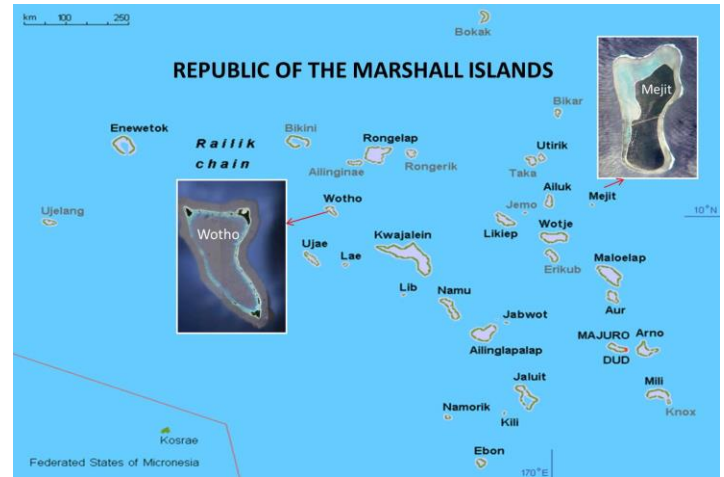 km 100 250
Bokak
REPUBLIC OF THE MARSHALL ISLANDS
Mejit
Bikar
Enewetok
Railik
chain
Bikini
Rongelap
Ailinginae
Rongerik
Utirik
Taka
Ailuk
Mejit
Jemo
10°N
Ujelang
Wotho
Wotho
Likiep
Wotje
Erikub
Ujae
Lae
Kwajalein
Maloelap
Lib
Namu
Aur
Jabwot
Ailinglapalap
MAJURO
DUD
Arno
Jaluit
Mili
Knox
Namorik
Kili
Kosrae
Ebon
Federated States of Micronesia
170°E